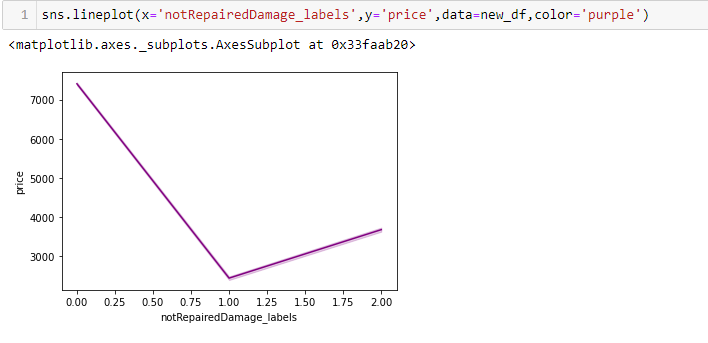 1 sns.lineplot(x='notRepairedDamage_labels',y='price',data=new_df,color='purple')
<matplotlib.axes._subplots.AxesSubplot at 0x33faab20>
7000
6000
5000
4000
3000
price
0.00 0.25 0.50 0.75 1.00 1.25 1.50 1.75 2.00
notRepairedDamage_labels